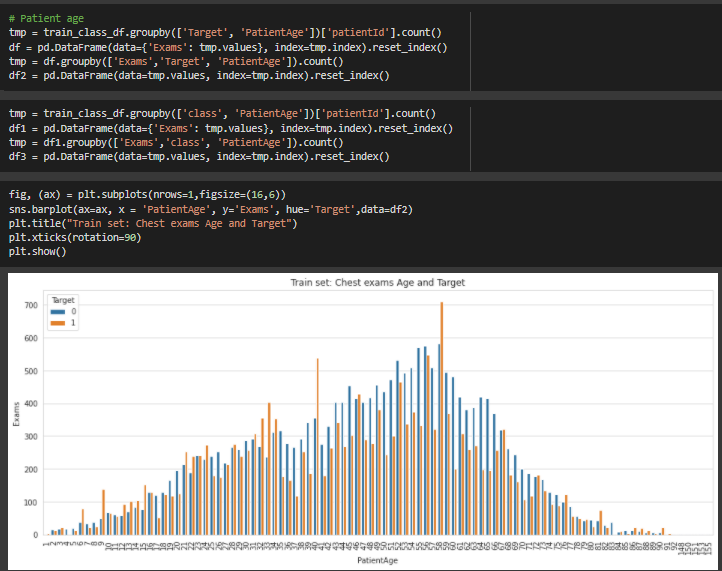 # Patient age
tmp = train_class_df.groupby(['Target', 'PatientAge'])['patientId'].count()
df = pd.DataFrame(data={'Exams': tmp.values}, index=tmp.index).reset_index()
tmp = df.groupby(['Exams','Target', 'PatientAge']).count()
df2 = pd.DataFrame(data=tmp.values, index=tmp.index).reset_index()
tmp = train_class_df.groupby(['class', 'PatientAge'])['patientId'].count()
df1 = pd.DataFrame(data={'Exams': tmp.values}, index=tmp.index).reset_index()
tmp = df1.groupby(['Exams','class', 'PatientAge']).count()
df3 = pd.DataFrame(data=tmp.values, index=tmp.index).reset_index()
fig, (ax) = plt.subplots(nrows=1,figsize=(16,6))
sns.barplot(ax=ax, x = 'PatientAge', y='Exams', hue='Target',data=df2)
plt.title("Train set: Chest exams Age and Target")
plt.xticks(rotation=90)
plt.show()
Train set: Chest exams Age and Target
Target
0
1
700
600
500
400
300
200
100
0
Exams
PatientAge